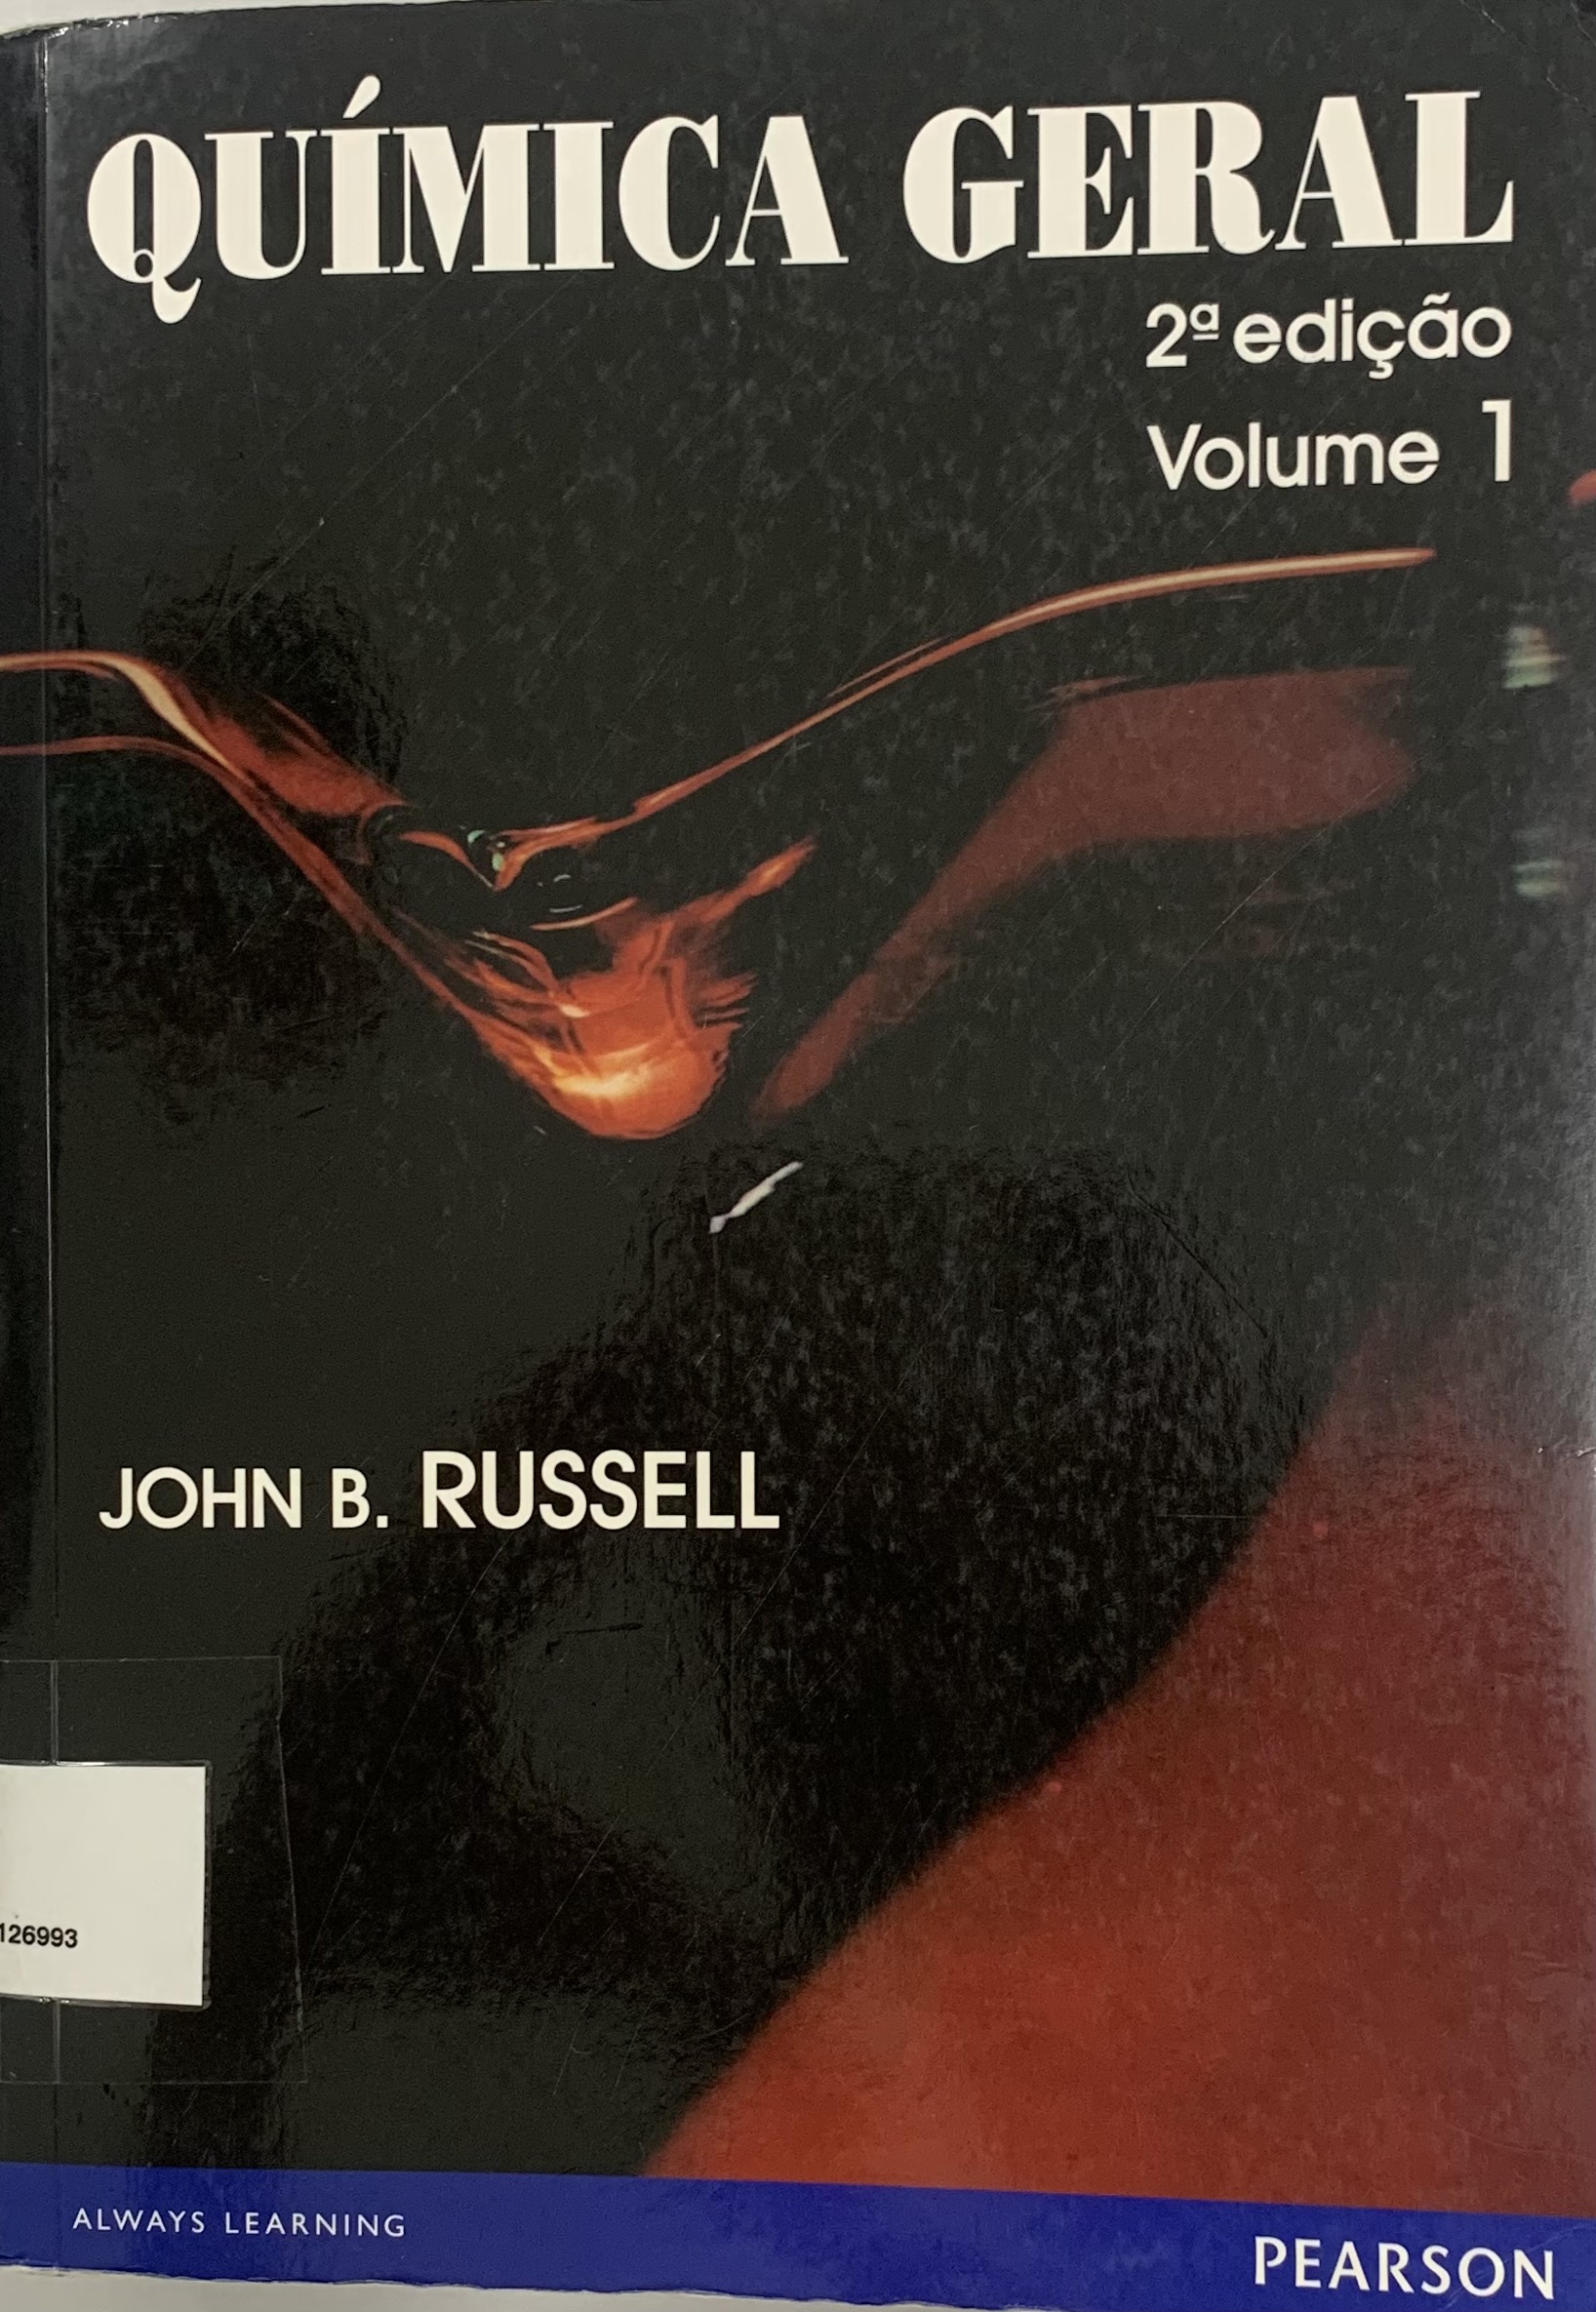 QUÍMICA GERAL
2ª edição
Volume 1
JOHN B. RUSSELL
126993
ALWAYS LEARNING
PEARSON